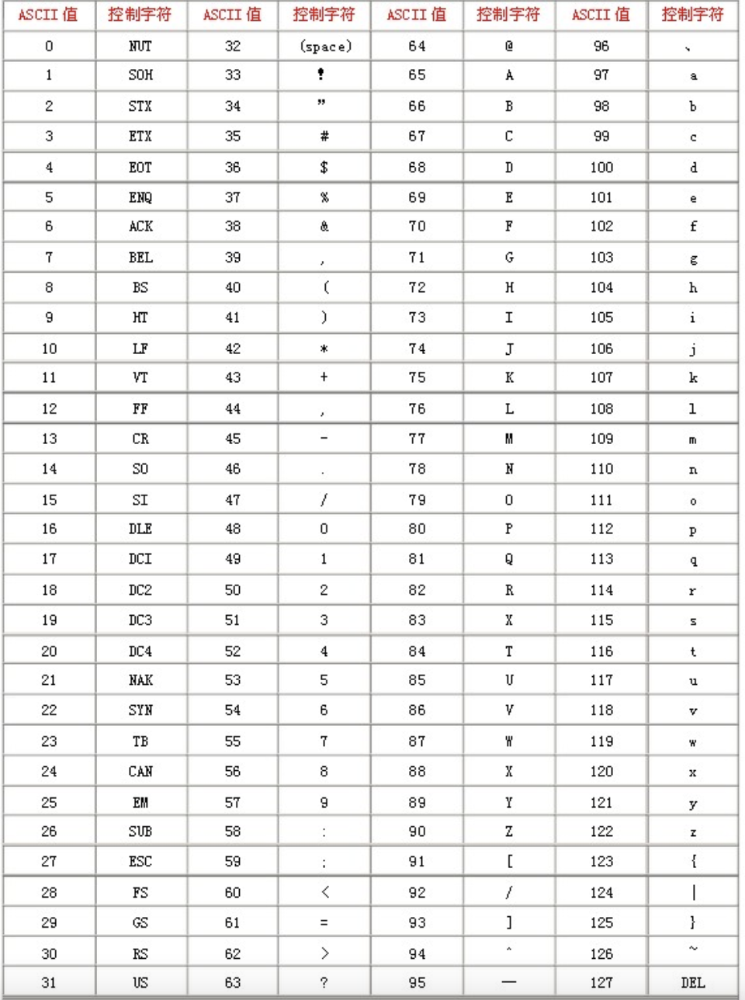 ASCII 值 控制字符 ASCII 值 控制字符 ASCII 值 控制字符 ASCII 值 控制字符
0 NUT 32 (space) 64 @ 96 、
1 SOH 33 ! 65 A 97 a
2 STX 34 ” 66 B 98 b
3 ETX 35 # 67 C 99 c
4 EOT 36 $ 68 D 100 d
5 ENQ 37 % 69 E 101 e
6 ACK 38 & 70 F 102 f
7 BEL 39 , 71 G 103 g
8 BS 40 ( 72 H 104 h
9 HT 41 ) 73 I 105 i
10 LF 42 * 74 J 106 j
11 VT 43 + 75 K 107 k
12 FF 44 , 76 L 108 l
13 CR 45 - 77 M 109 m
14 SO 46 . 78 N 110 n
15 SI 47 / 79 O 111 o
16 DLE 48 0 80 P 112 p
17 DCI 49 1 81 Q 113 q
18 DC2 50 2 82 R 114 r
19 DC3 51 3 83 X 115 s
20 DC4 52 4 84 T 116 t
21 NAK 53 5 85 U 117 u
22 SYN 54 6 86 V 118 v
23 TB 55 7 87 W 119 w
24 CAN 56 8 88 X 120 x
25 EM 57 9 89 Y 121 y
26 SUB 58 : 90 Z 122 z
27 ESC 59 ; 91 [ 123 {
28 FS 60 < 92 / 124 |
29 GS 61 = 93 ] 125 }
30 RS 62 > 94 ^ 126 ~
31 US 63 ? 95 — 127 DEL